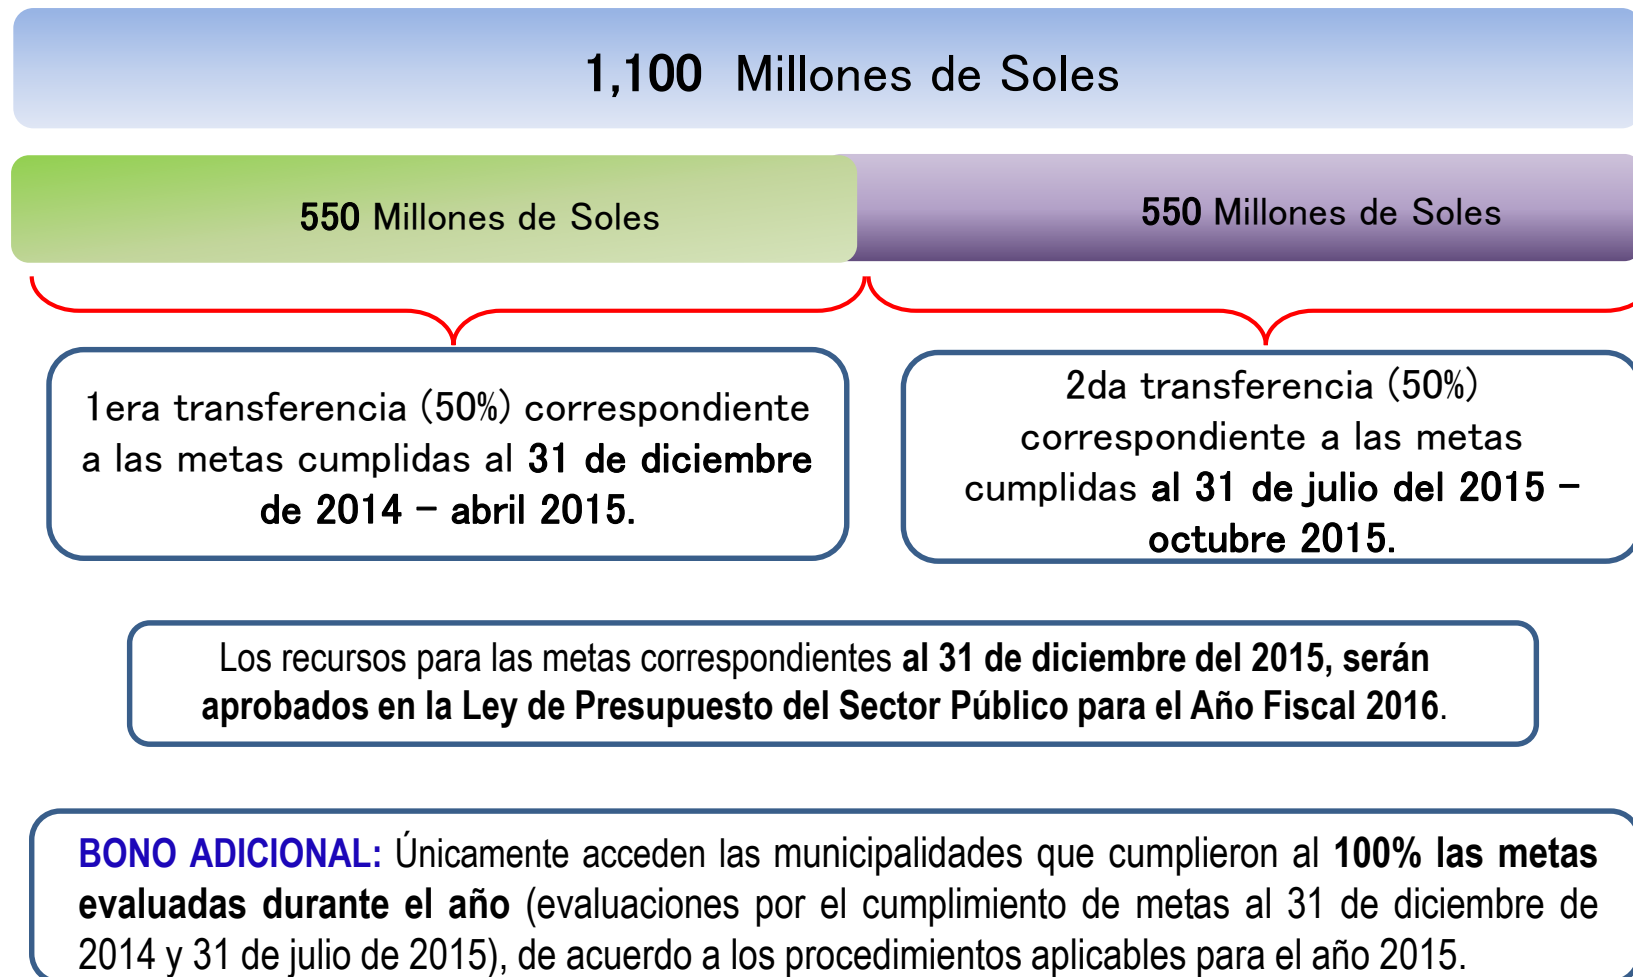 1,100 Millones de Soles
550 Millones de Soles
550 Millones de Soles
1era transferencia (50%) correspondiente
a las metas cumplidas al 31 de diciembre
de 2014 – abril 2015.
2da transferencia (50%)
correspondiente a las metas
cumplidas al 31 de julio del 2015 –
octubre 2015.
Los recursos para las metas correspondientes al 31 de diciembre del 2015, serán
aprobados en la Ley de Presupuesto del Sector Público para el Año Fiscal 2016.
BONO ADICIONAL: Únicamente acceden las municipalidades que cumplieron al 100% las metas
evaluadas durante el año (evaluaciones por el cumplimiento de metas al 31 de diciembre de
2014 y 31 de julio de 2015), de acuerdo a los procedimientos aplicables para el año 2015.